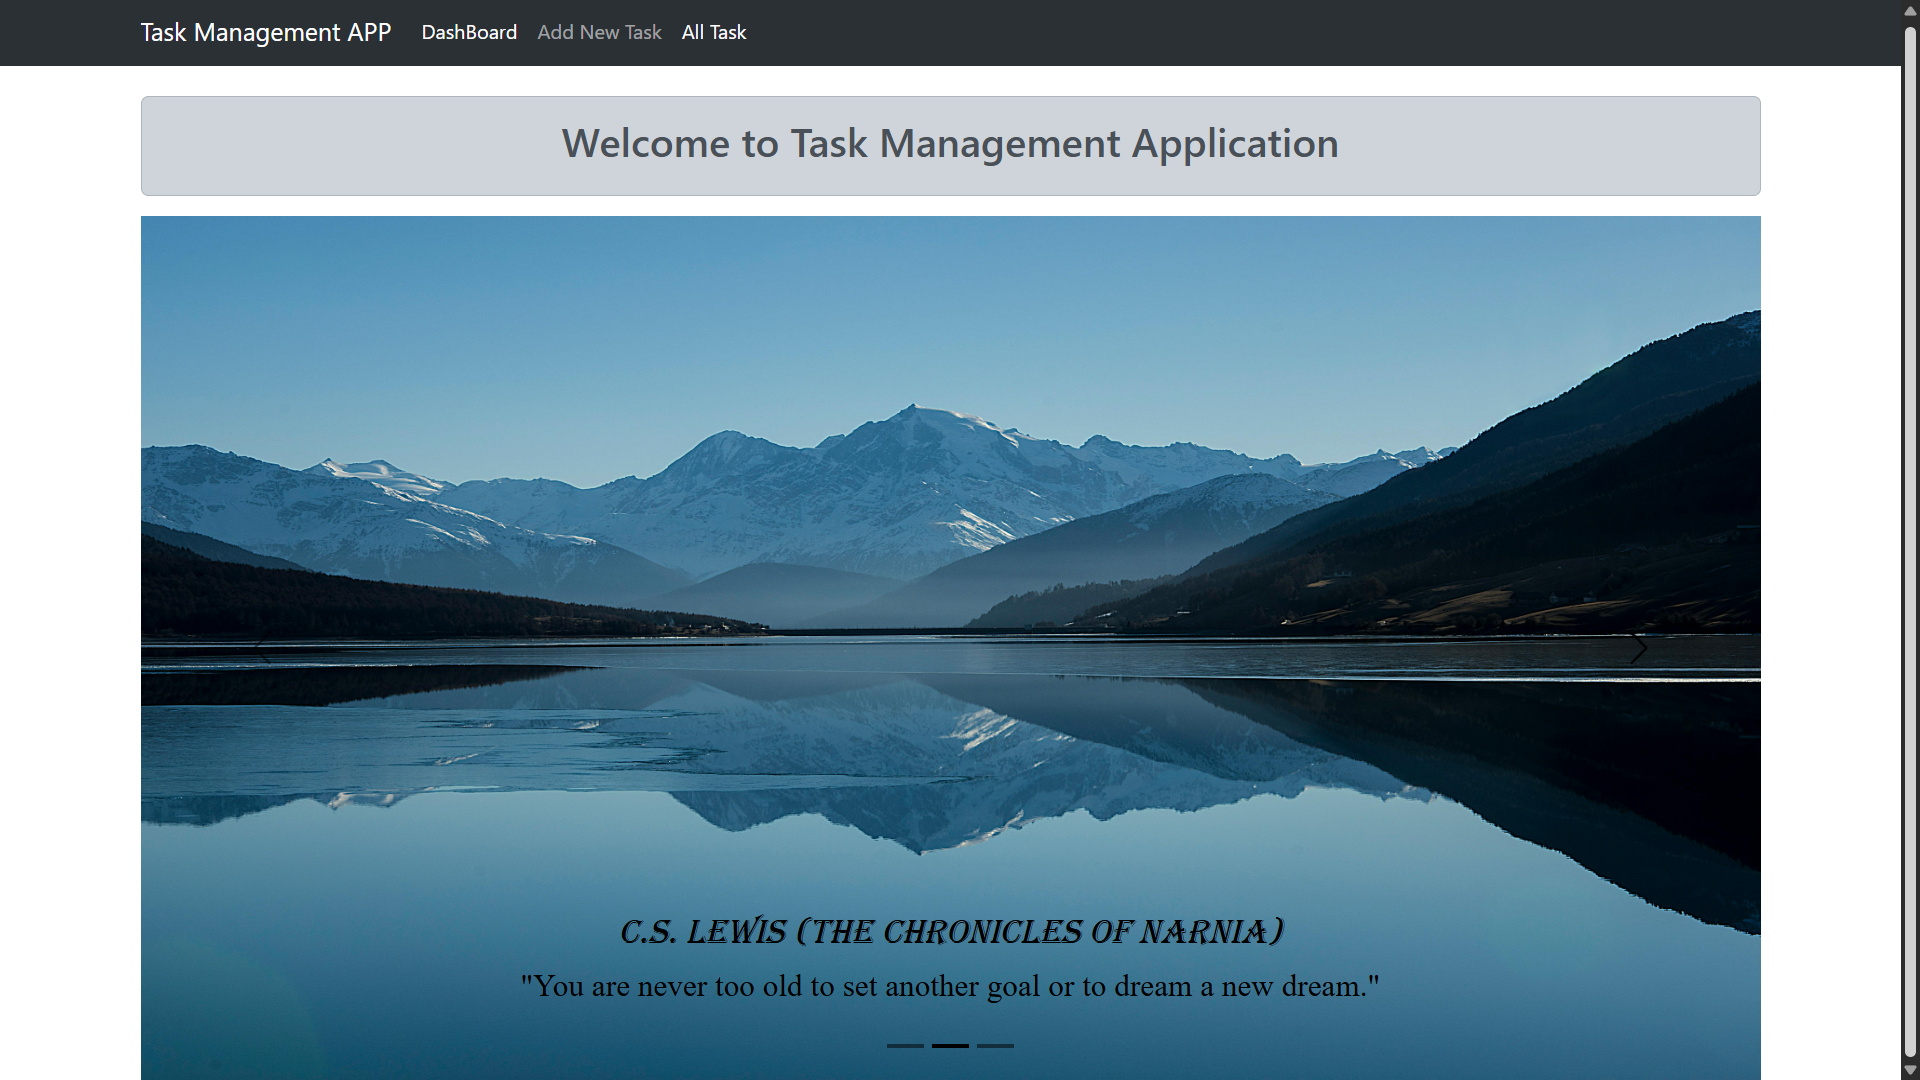 Task Management APP DashBoard Add New Task All Task
Welcome to Task Management Application
C.S. LEWIS (THE CHRONICLES OF NARNIA)
"You are never too old to set another goal or to dream a new dream."